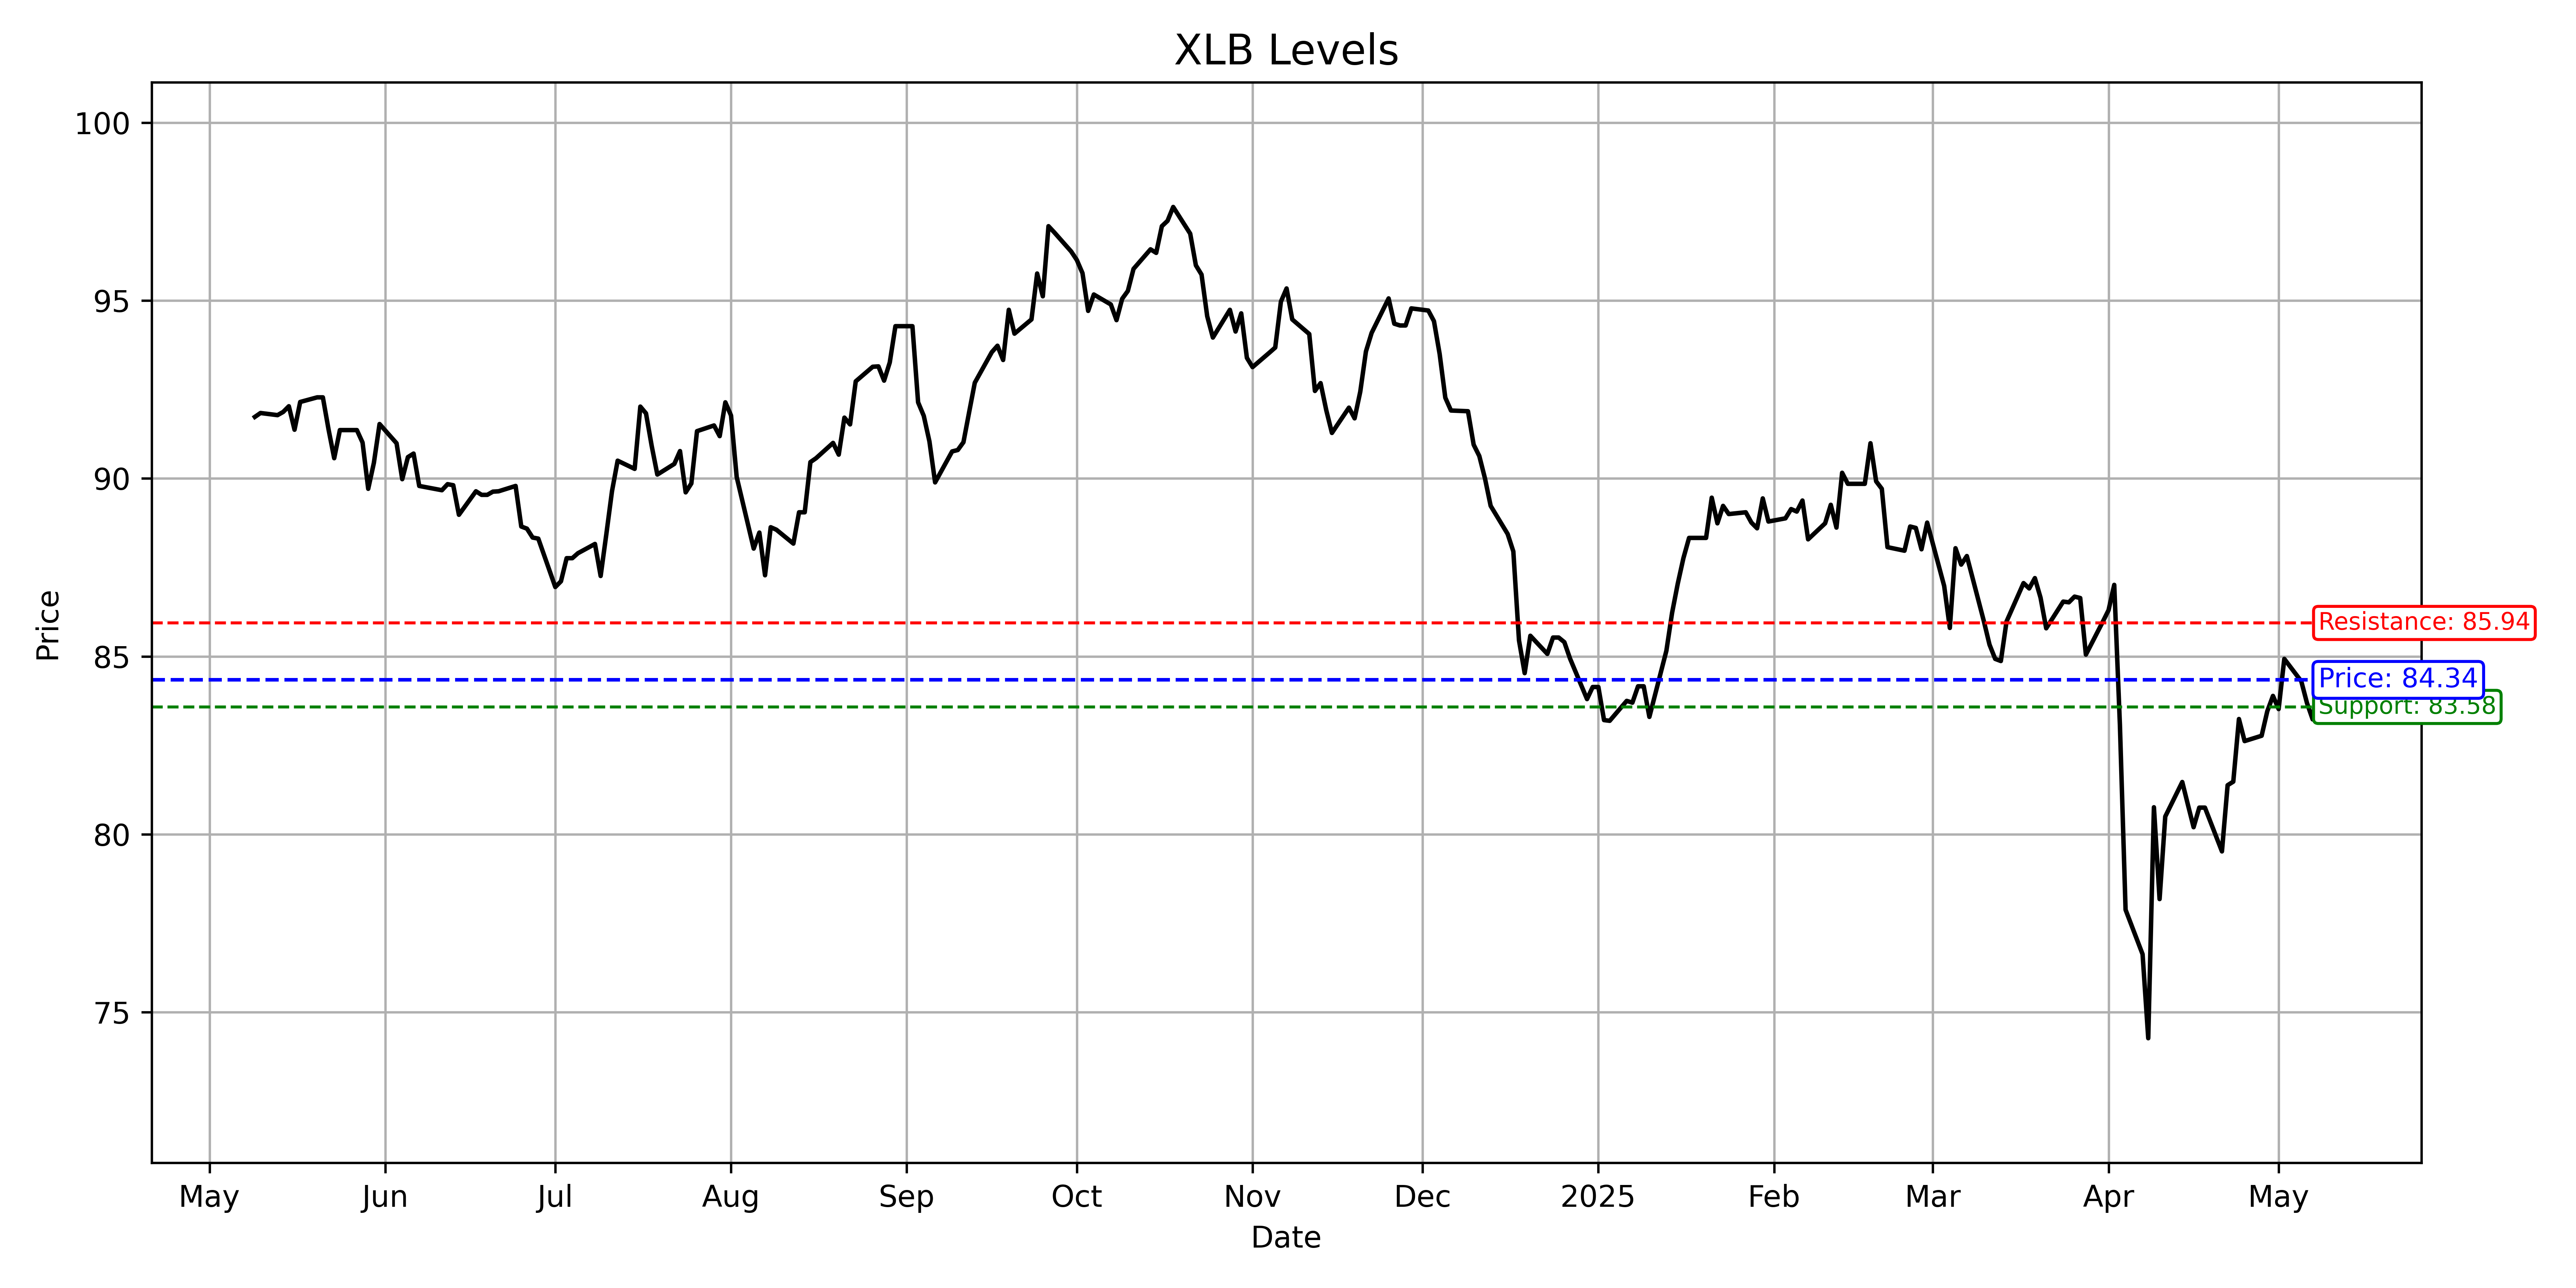 XLB Levels
100
95
90
85
80
75
Price
Resistance: 85.94
Price: 84.34
Support: 83.58
May Jun Jul Aug Sep Oct Nov Dec 2025 Feb Mar Apr May
Date